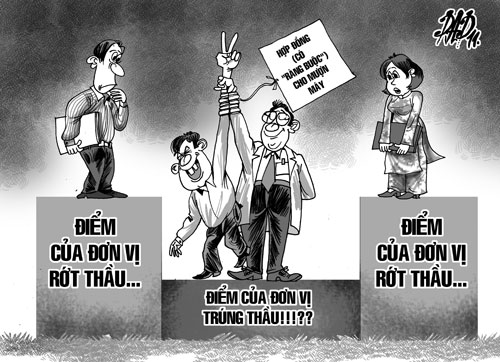 HỢP ĐỒNG
(CÓ
"RÀNG BUỘC")
CHO MƯỢN
MÁY
ĐIỂM
CỦA ĐƠN VỊ
RỚT THẦU...
ĐIỂM CỦA ĐƠN VỊ
TRÚNG THẦU!!!??
ĐIỂM
CỦA ĐƠN VỊ
RỚT THẦU...